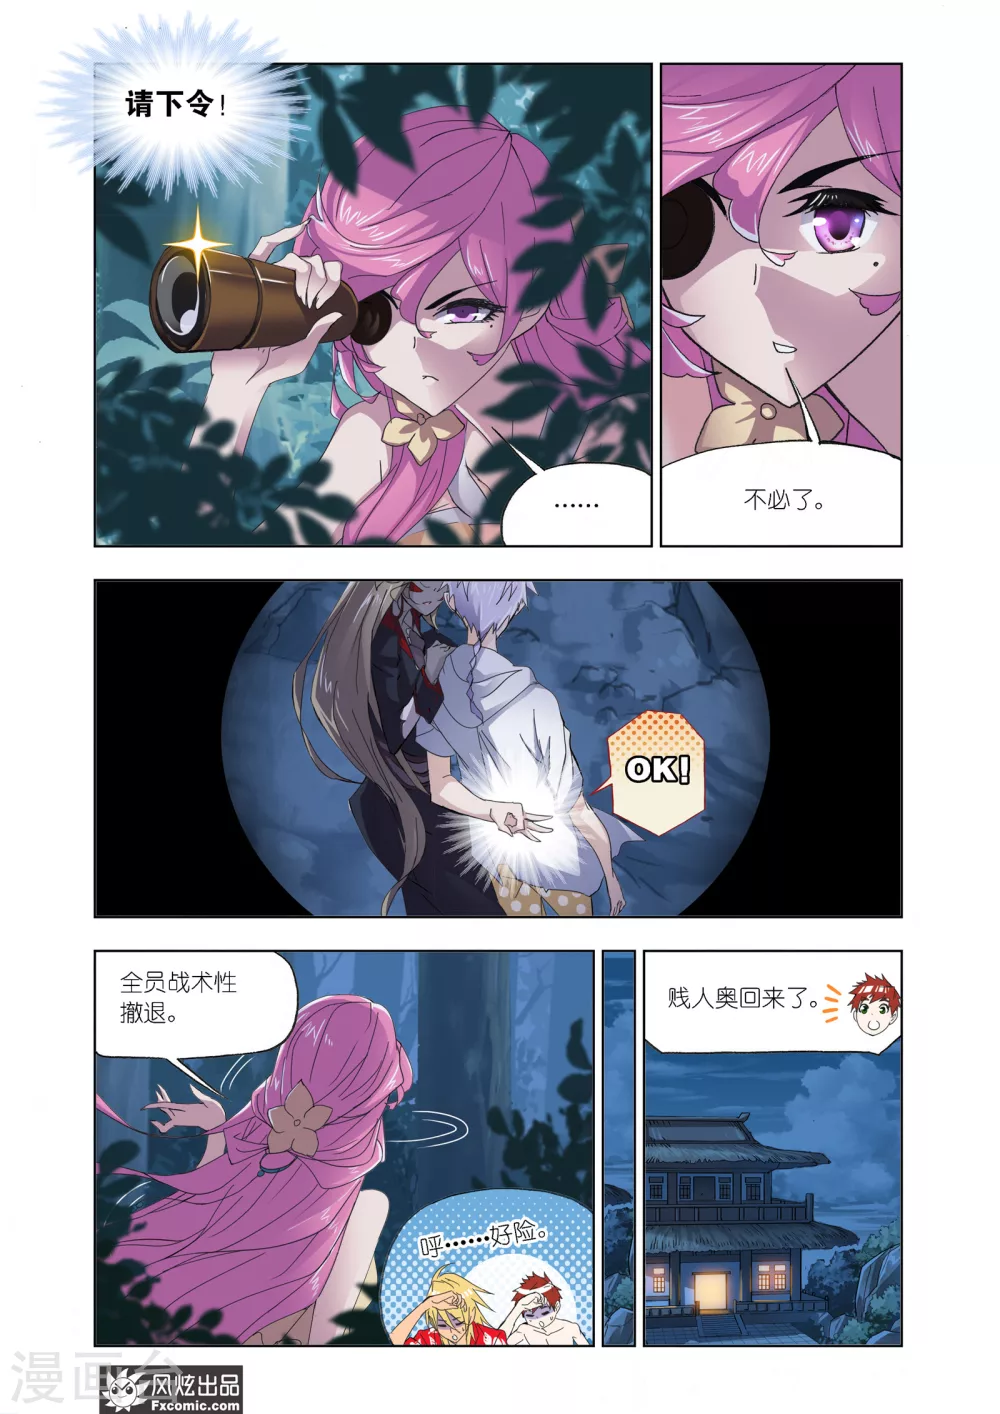 请下令！
……
不必了。
OK!
全员战术性
撤退。
呼……好险。
贱人奥回来了。
漫画台
风炫出品
Fxcomic.com